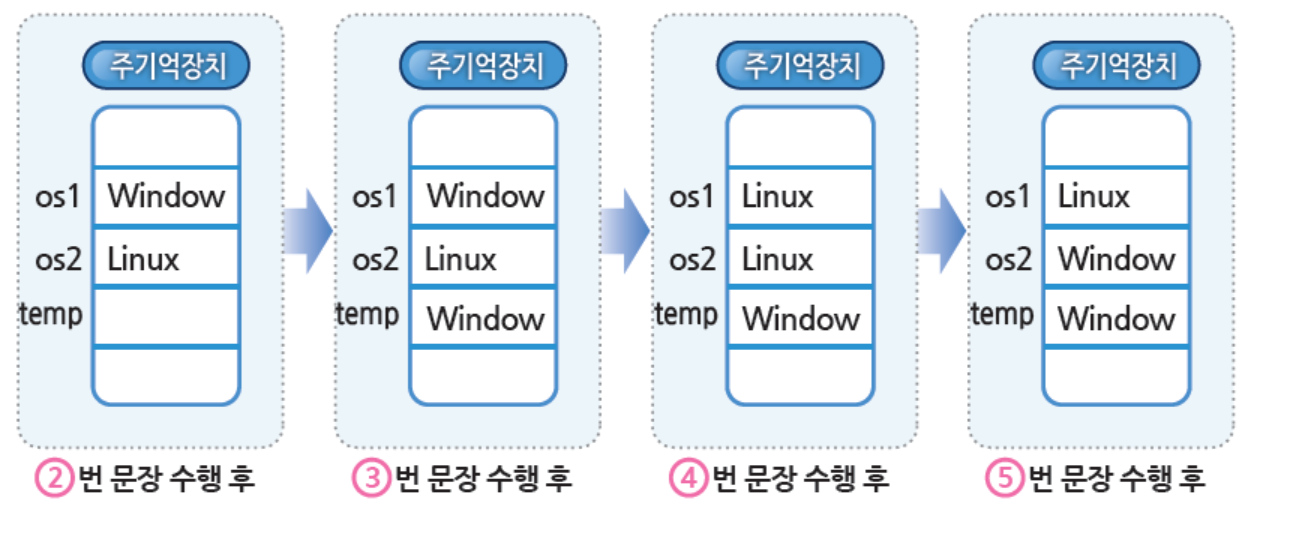 주기억장치 주기억장치 주기억장치 주기억장치
os1 Window os1 Window os1 Linux os1 Linux
os2 Linux os2 Linux os2 Linux os2 Window
temp temp Window temp Window temp Window
②번 문장 수행 후 ③번 문장 수행 후 ④번 문장 수행 후 ⑤번 문장 수행 후